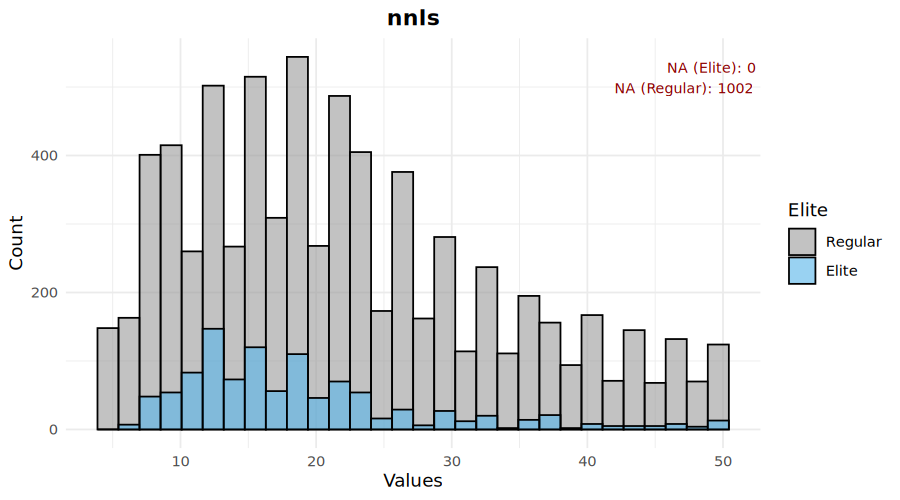 nnls
NA (Elite): 0
NA (Regular): 1002
400
200
0
Count
10 20 30 40 50
Values
Elite
Regular
Elite